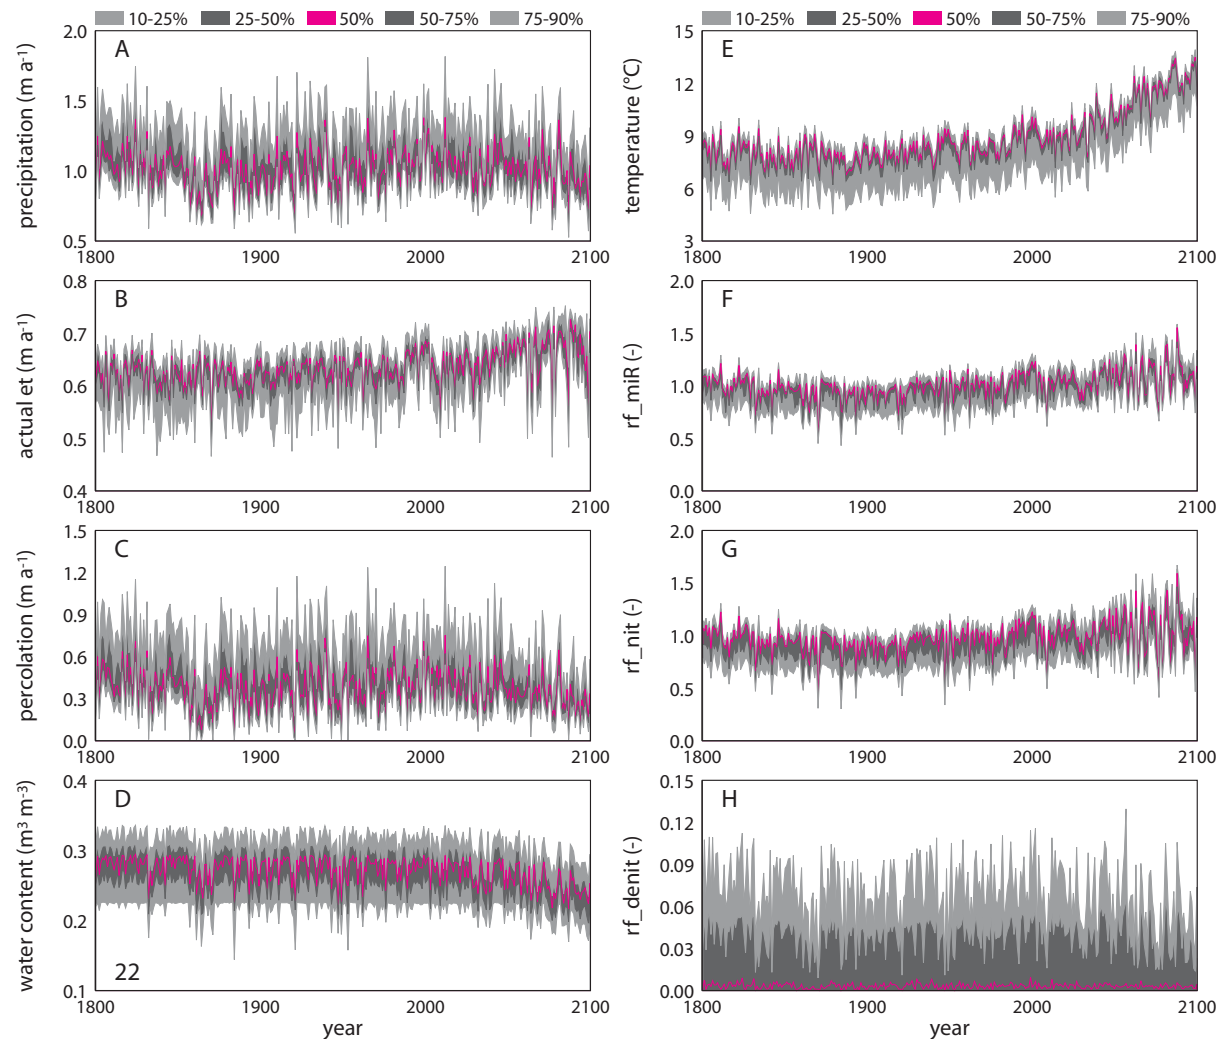 10-25% 25-50% 50% 50-75% 75-90%
10-25% 25-50% 50% 50-75% 75-90%
A
precipitation (m a⁻¹)
2.0
1.5
1.0
0.5
1800 1900 2000 2100
B
actual et (m a⁻¹)
0.8
0.7
0.6
0.5
0.4
1800 1900 2000 2100
C
percolation (m a⁻¹)
1.5
1.2
0.9
0.6
0.3
0.0
1800 1900 2000 2100
D
water content (m³ m⁻³)
0.4
0.3
0.2
0.1
22
1800 1900 2000 2100
year
E
temperature (°C)
15
12
9
6
3
1800 1900 2000 2100
F
rf_miR (-)
2.0
1.5
1.0
0.5
0.0
1800 1900 2000 2100
G
rf_nit (-)
2.0
1.5
1.0
0.5
0.0
1800 1900 2000 2100
H
rf_denit (-)
0.15
0.12
0.09
0.06
0.03
0.00
1800 1900 2000 2100
year